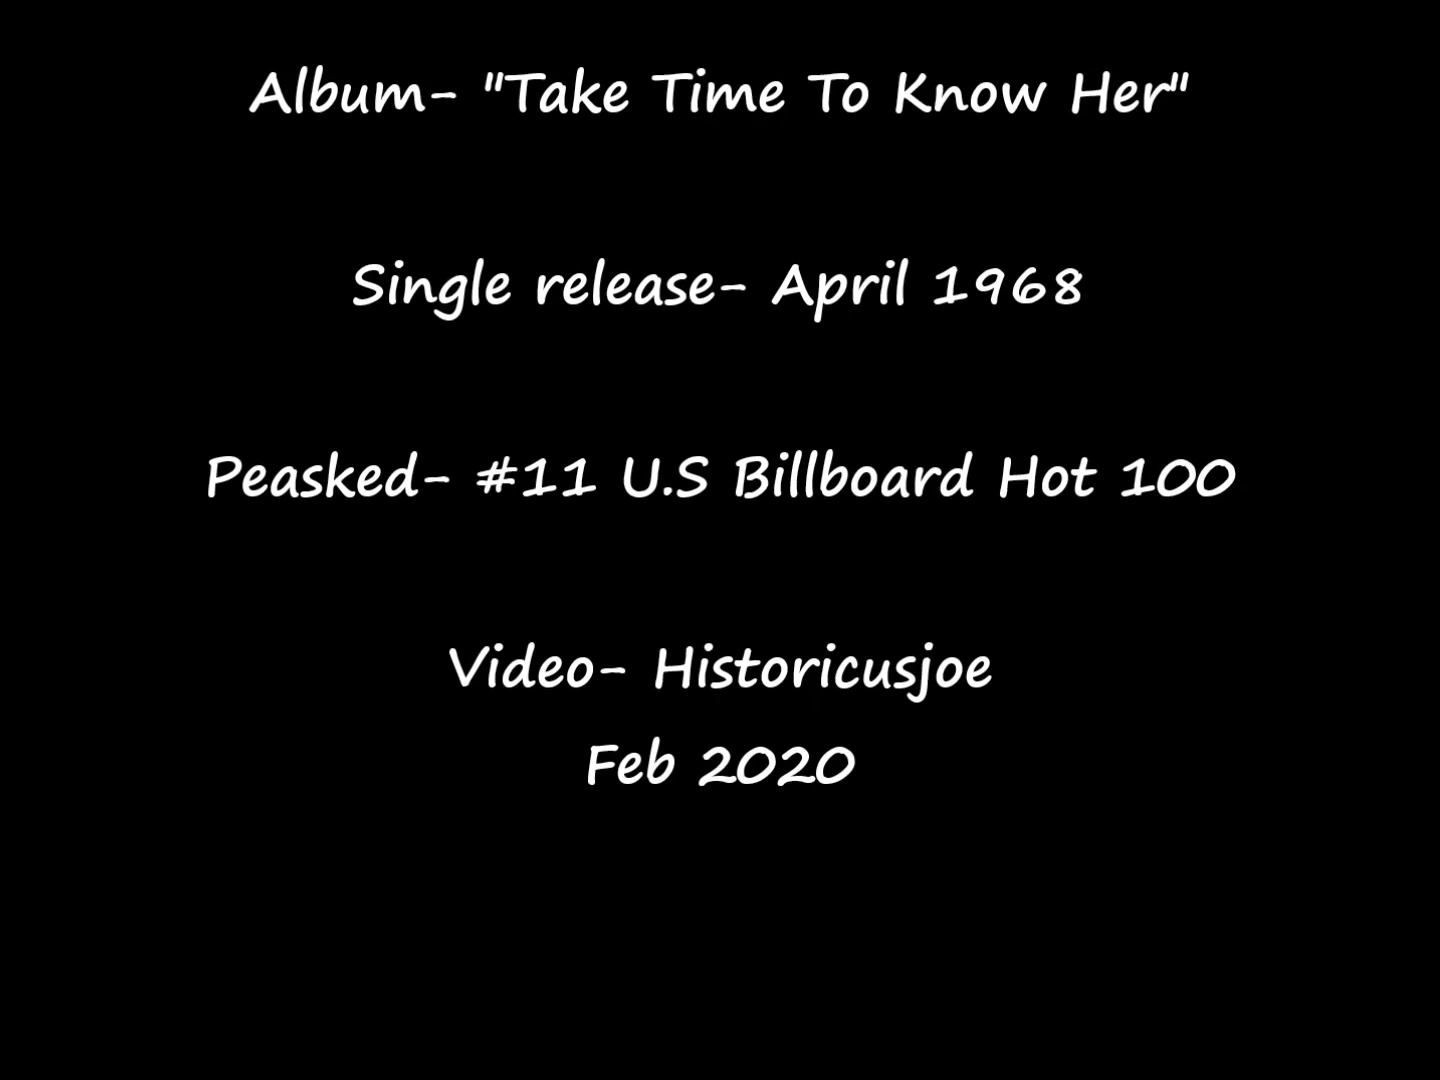 Album- "Take Time To Know Her"
Single release- April 1968
Peasked- #11 U.S Billboard Hot 100
Video- Historicusjoe
Feb 2020